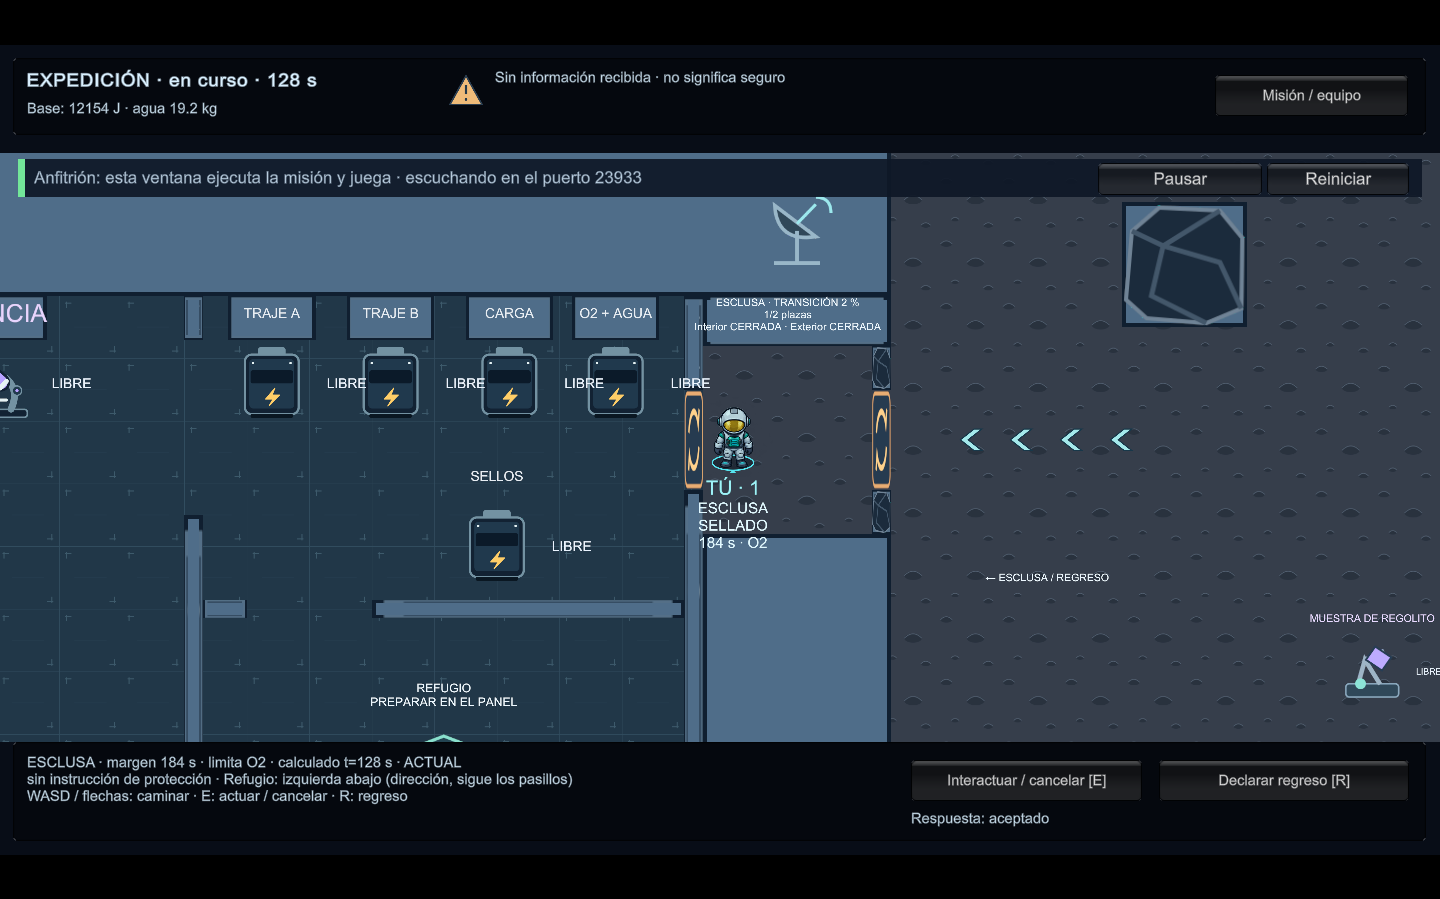 EXPEDICIÓN · en curso · 128 s
Base: 12154 J · agua 19.2 kg
Sin información recibida · no significa seguro
Misión / equipo
Anfitrión: esta ventana ejecuta la misión y juega · escuchando en el puerto 23933
Pausar
Reiniciar
NCIA
TRAJE A
TRAJE B
CARGA
O2 + AGUA
ESCLUSA · TRANSICIÓN 2 %
1/2 plazas
Interior CERRADA · Exterior CERRADA
LIBRE
LIBRE
LIBRE
LIBRE
LIBRE
SELLOS
LIBRE
TÚ · 1
ESCLUSA
SELLADO
184 s · O2
← ESCLUSA / REGRESO
MUESTRA DE REGOLITO
LIBRE
REFUGIO
PREPARAR EN EL PANEL
ESCLUSA · margen 184 s · limita O2 · calculado t=128 s · ACTUAL
sin instrucción de protección · Refugio: izquierda abajo (dirección, sigue los pasillos)
WASD / flechas: caminar · E: actuar / cancelar · R: regreso
Interactuar / cancelar [E]
Declarar regreso [R]
Respuesta: aceptado